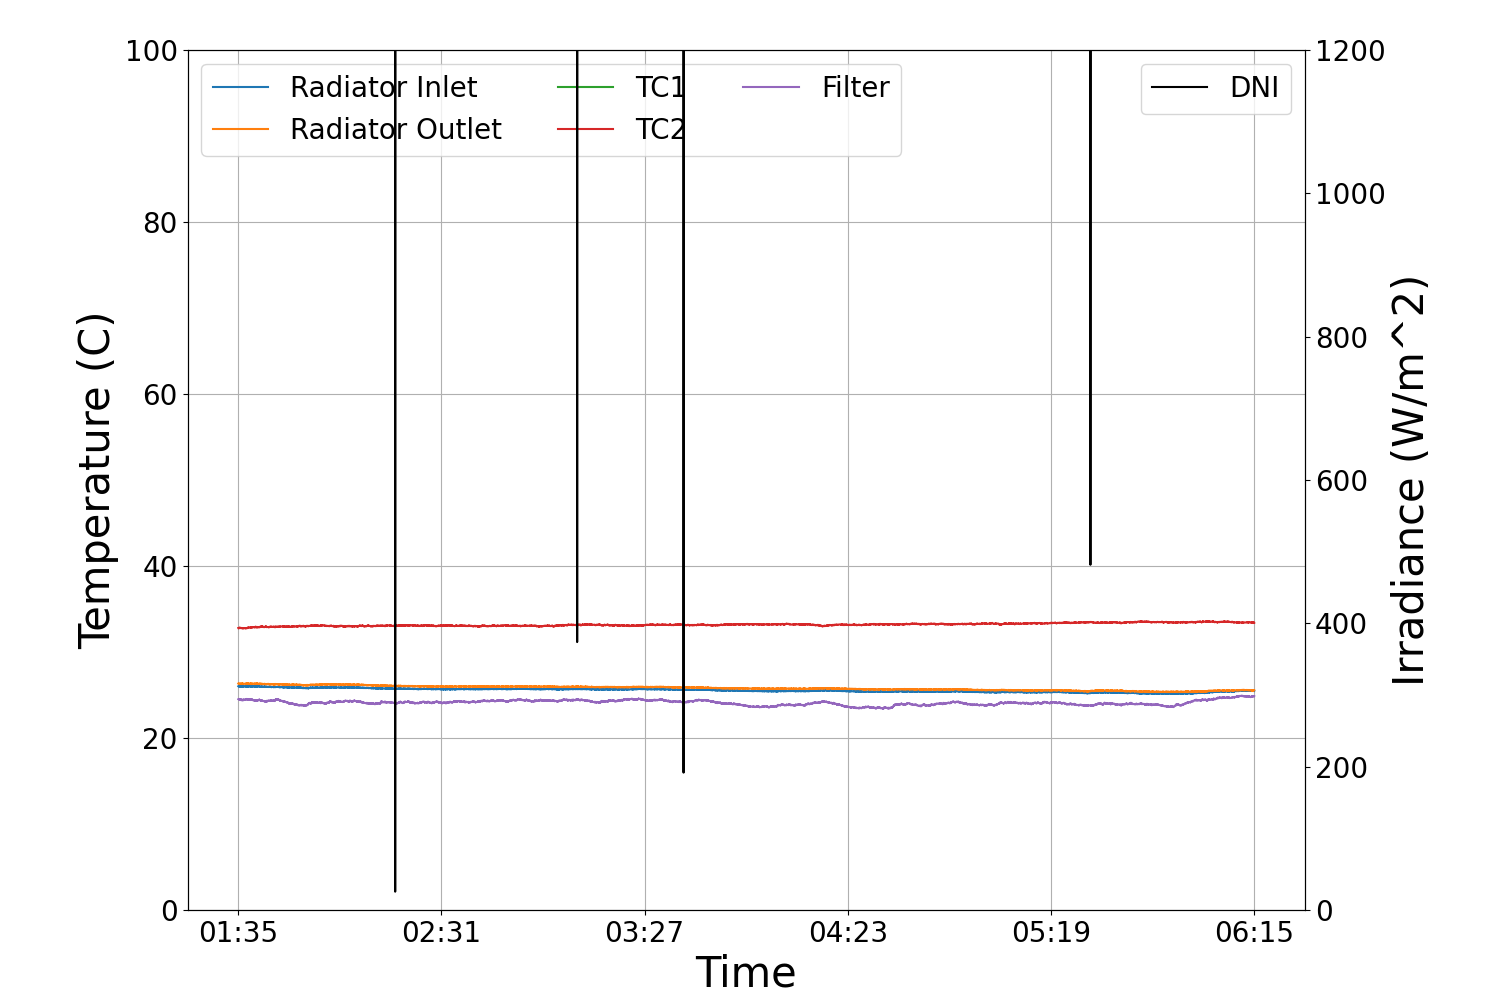 100
80
60
40
20
0
Temperature (C)
Radiator Inlet
Radiator Outlet
TC1
TC2
Filter
DNI
1200
1000
800
600
400
200
0
Irradiance (W/m^2)
01:35 02:31 03:27 04:23 05:19 06:15
Time